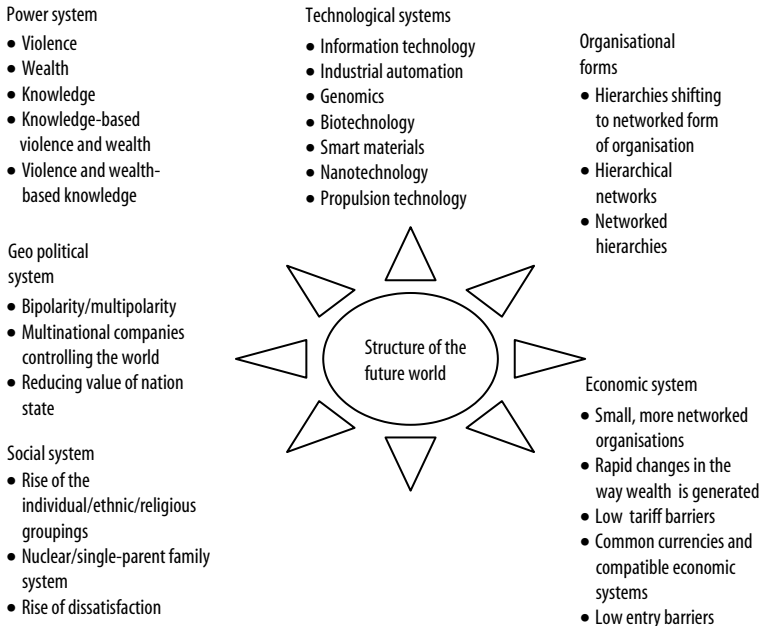 Power system
• Violence
• Wealth
• Knowledge
• Knowledge-based
violence and wealth
• Violence and wealth-
based knowledge
Technological systems
• Information technology
• Industrial automation
• Genomics
• Biotechnology
• Smart materials
• Nanotechnology
• Propulsion technology
Organisational
forms
• Hierarchies shifting
to networked form
of organisation
• Hierarchical
networks
• Networked
hierarchies
Geo political
system
• Bipolarity/multipolarity
• Multinational companies
controlling the world
• Reducing value of nation
state
Structure of the
future world
Economic system
• Small, more networked
organisations
• Rapid changes in the
way wealth is generated
• Low tariff barriers
• Common currencies and
compatible economic
systems
• Low entry barriers
Social system
• Rise of the
individual/ethnic/religious
groupings
• Nuclear/single-parent family
system
• Rise of dissatisfaction